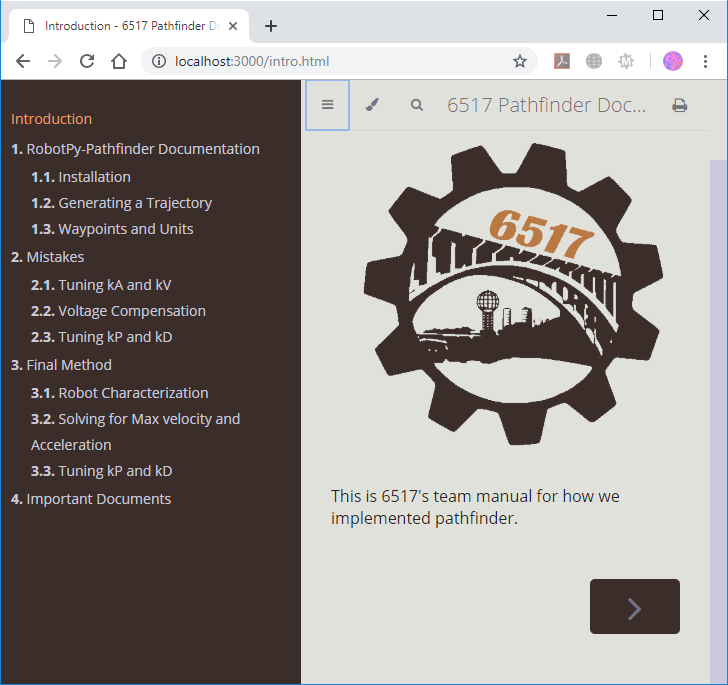 Introduction - 6517 Pathfinder D
localhost:3000/intro.html
Introduction
1. RobotPy-Pathfinder Documentation
1.1. Installation
1.2. Generating a Trajectory
1.3. Waypoints and Units
2. Mistakes
2.1. Tuning kA and kV
2.2. Voltage Compensation
2.3. Tuning kP and kD
3. Final Method
3.1. Robot Characterization
3.2. Solving for Max velocity and
Acceleration
3.3. Tuning kP and kD
4. Important Documents
6517 Pathfinder Doc...
6517
This is 6517's team manual for how we
implemented pathfinder.